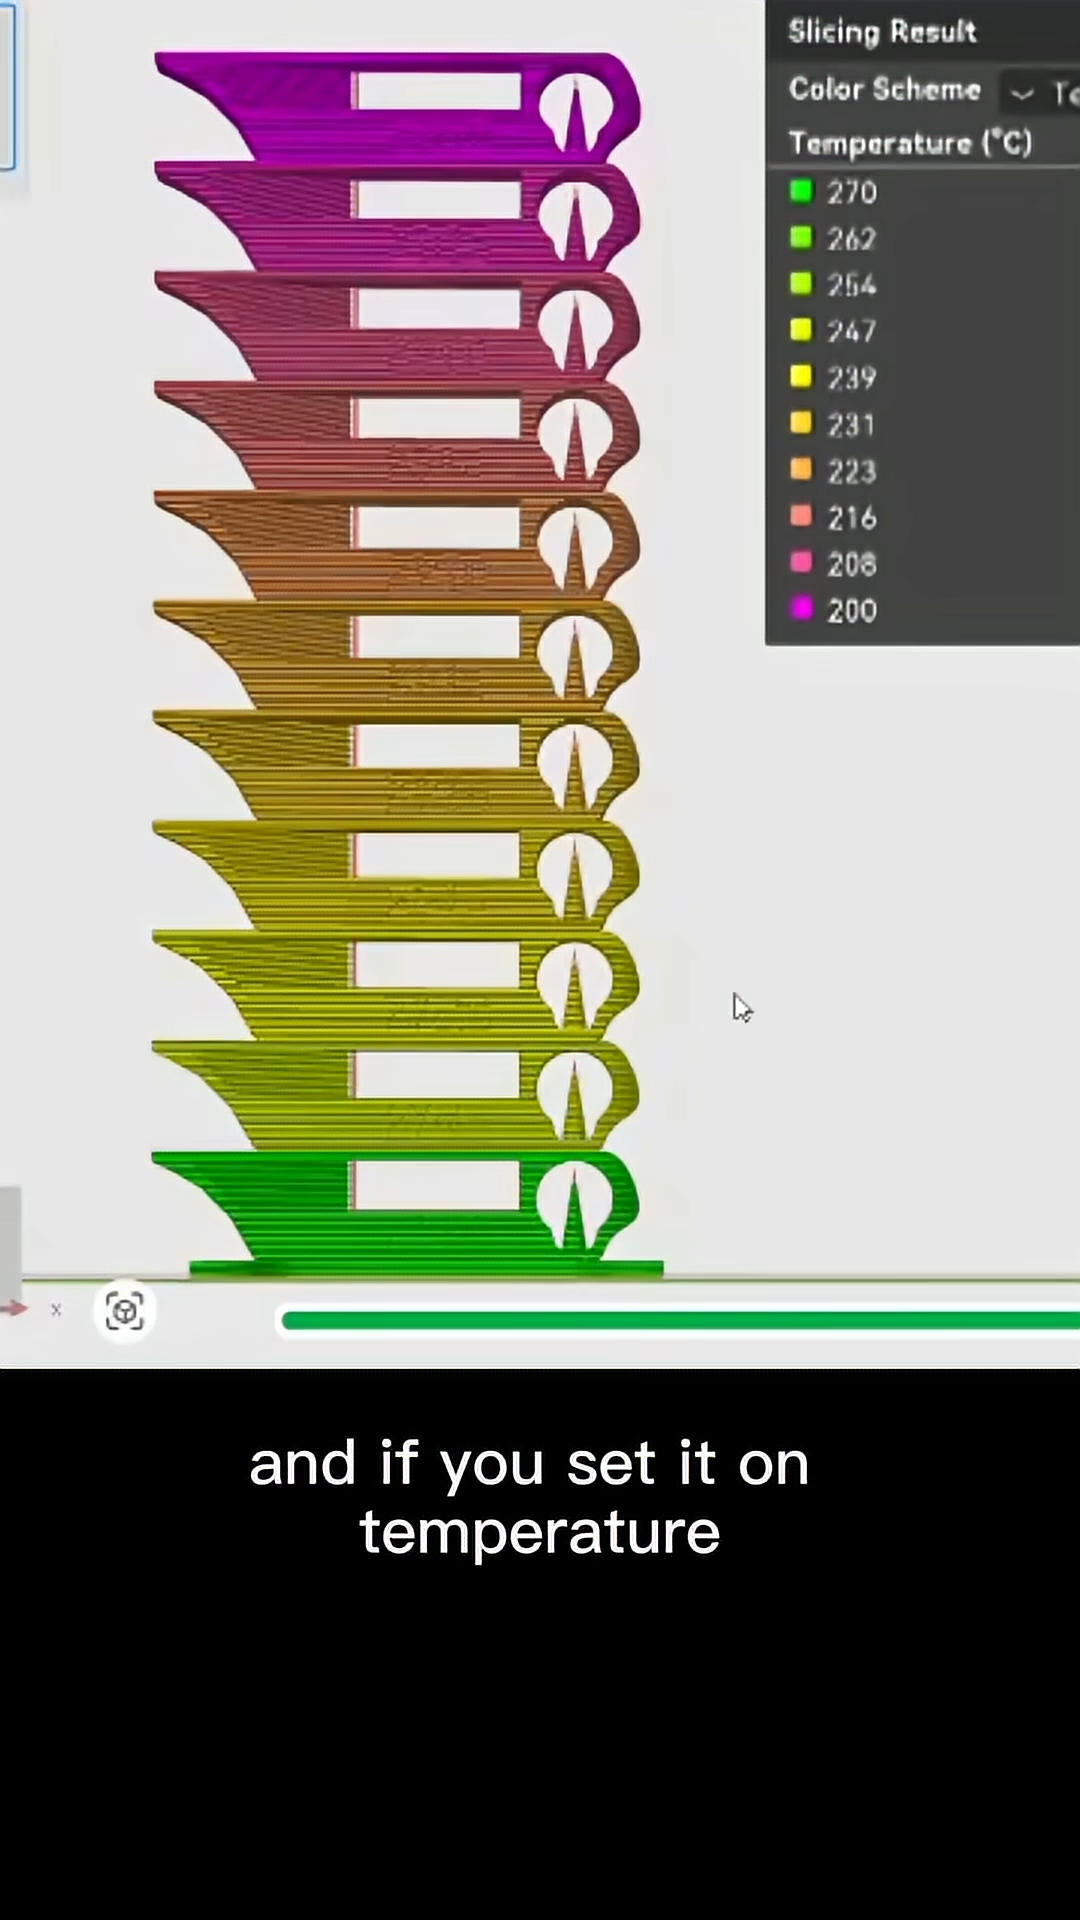 Slicing Result
Color Scheme Te
Temperature (°C)
270
262
254
247
239
231
223
216
208
200
x
and if you set it on
temperature